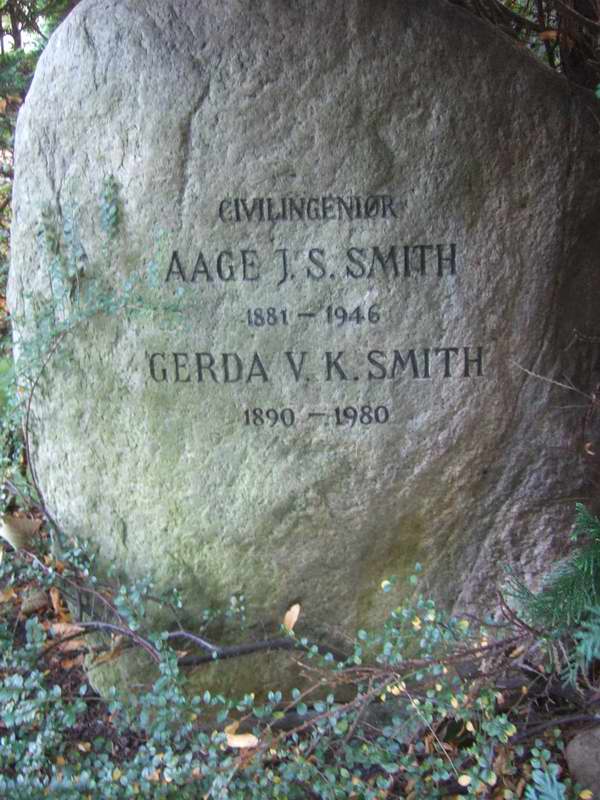 CIVILINGENIØR
AAGE J. S. SMITH
1881 – 1946
GERDA V. K. SMITH
1890 – 1980